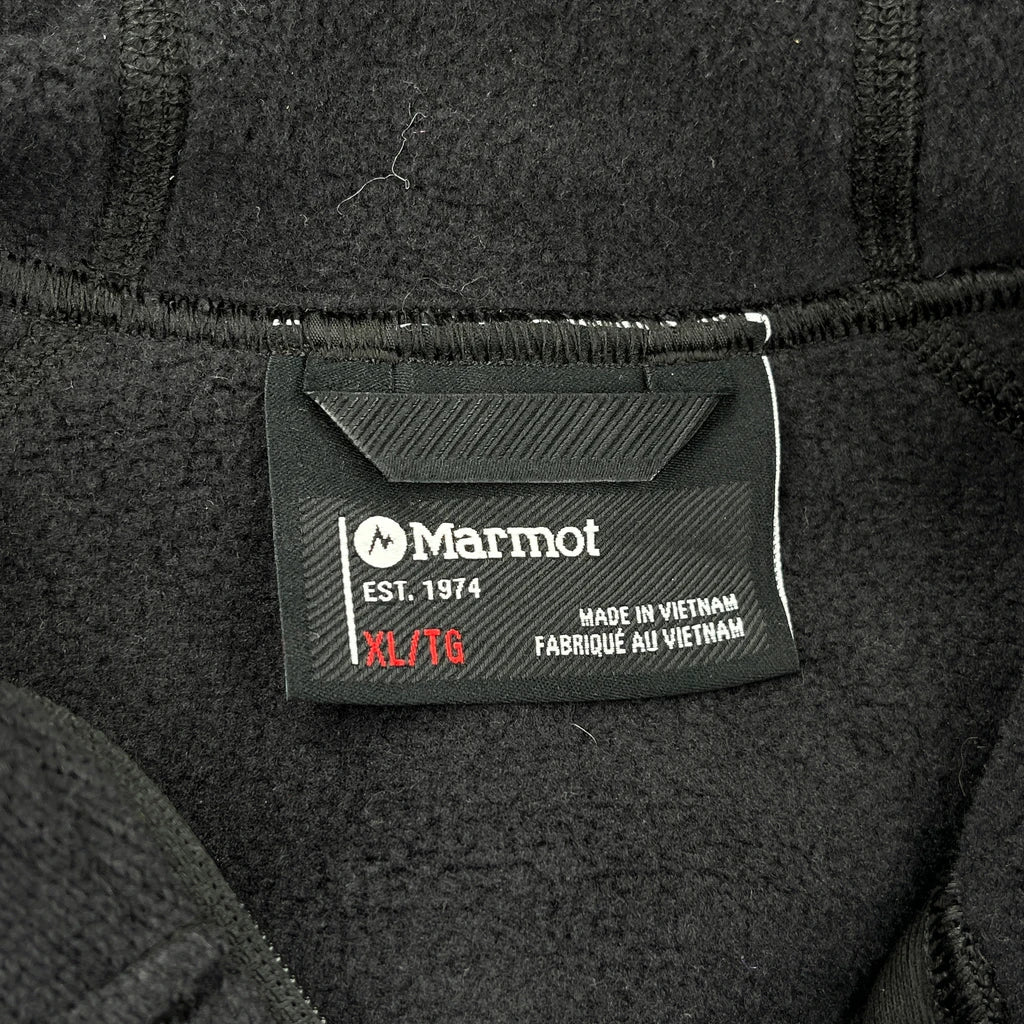 Marmot
EST. 1974
XL/TG
MADE IN VIETNAM
FABRIQUÉ AU VIETNAM